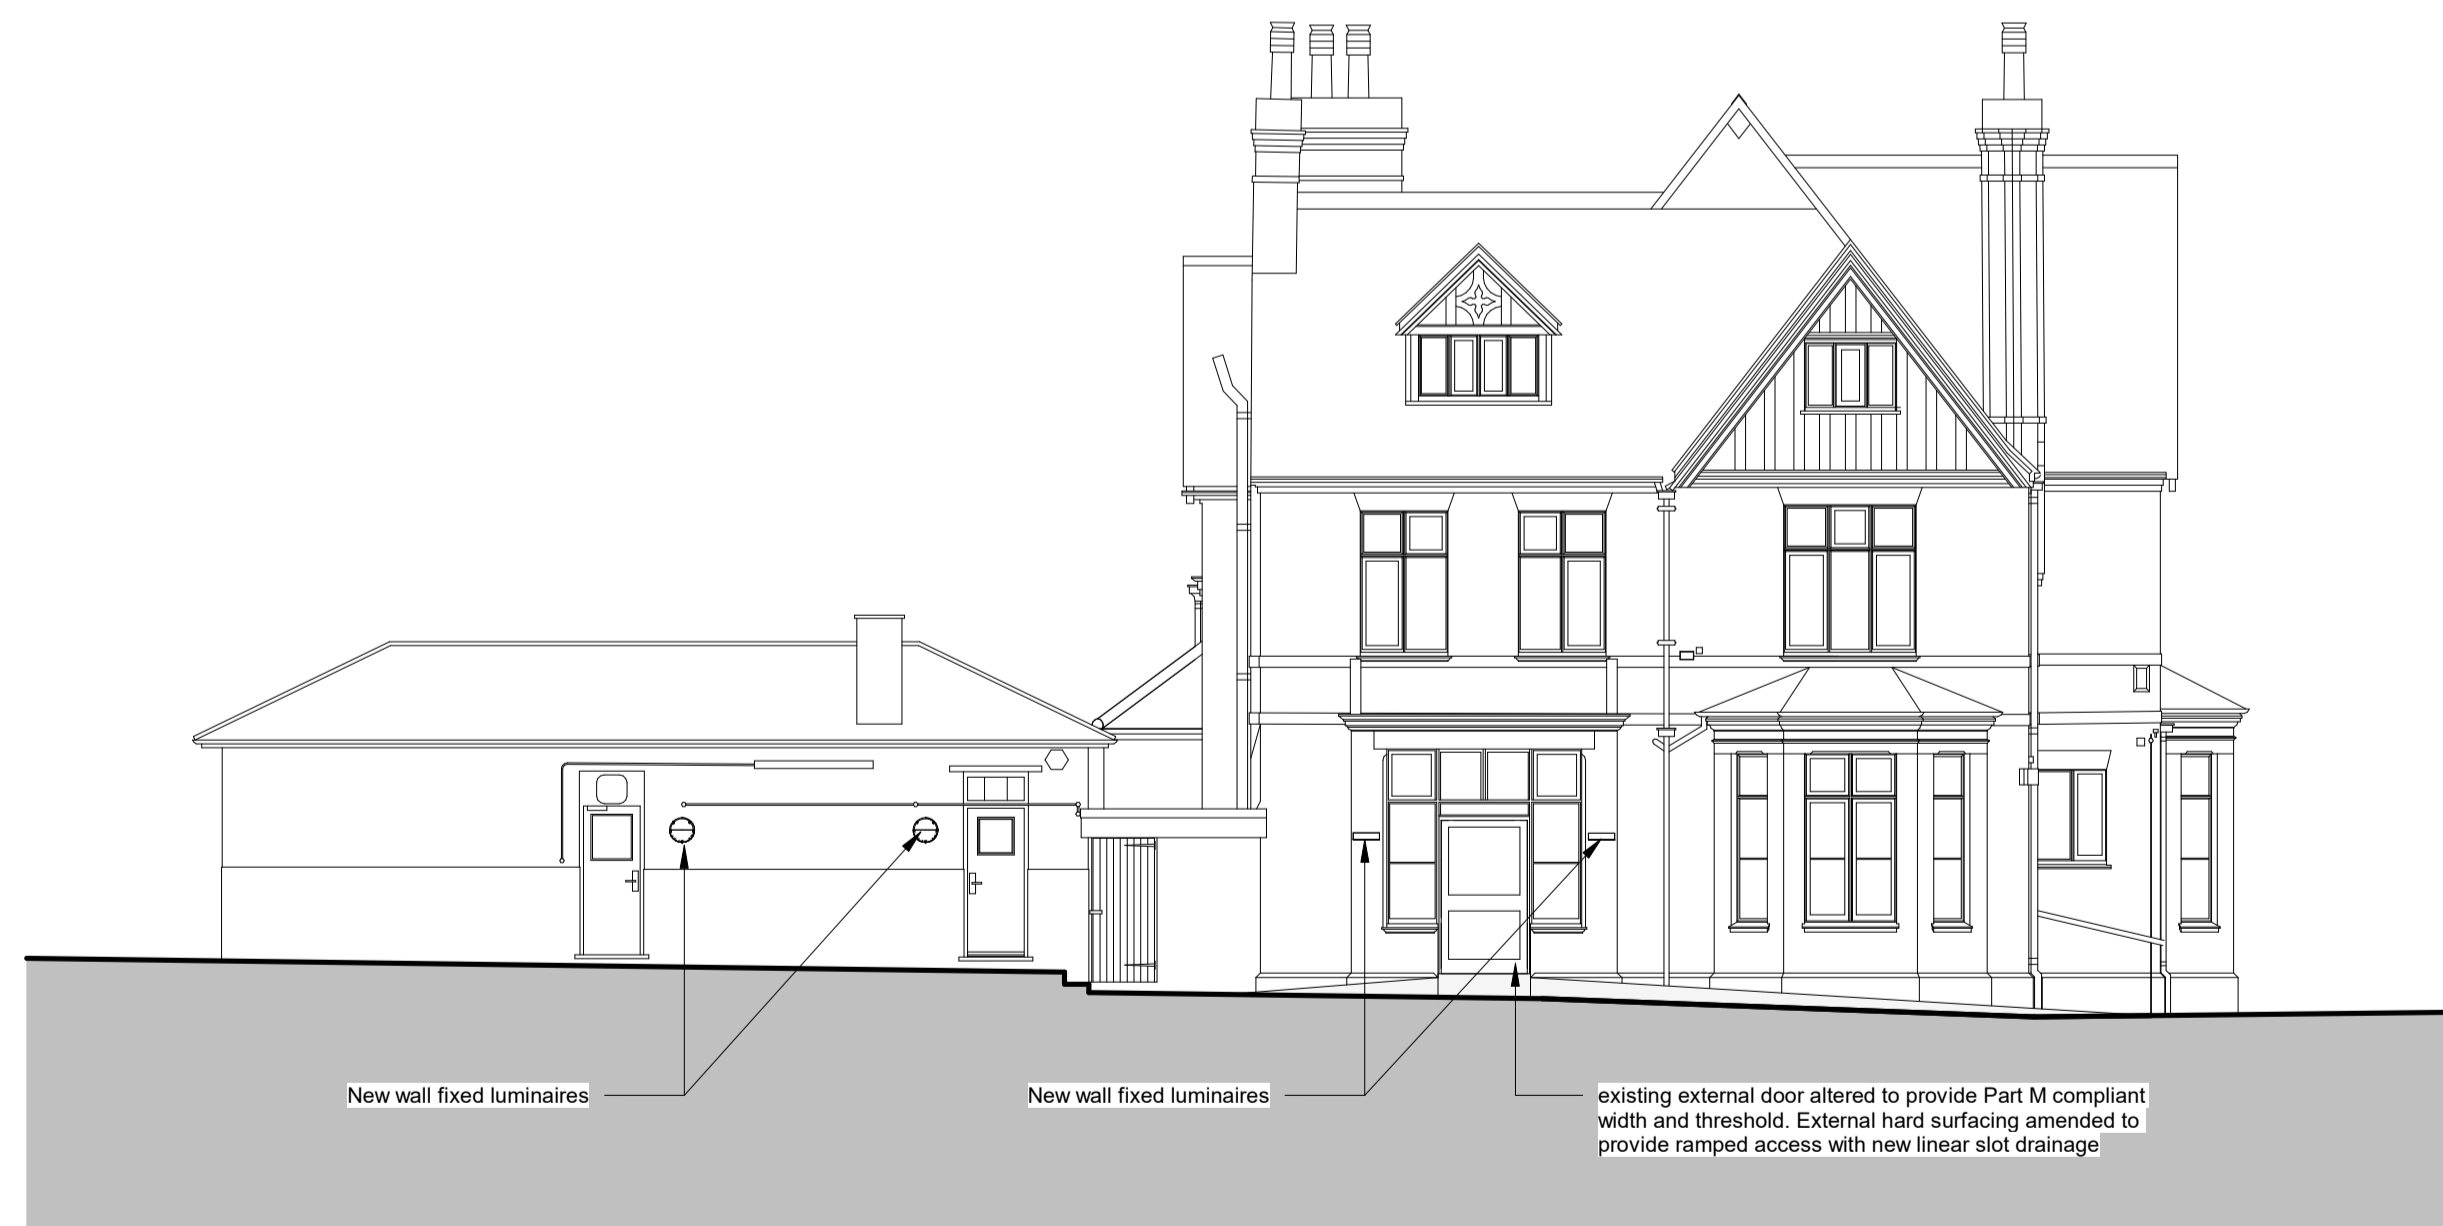 New wall fixed luminaires
New wall fixed luminaires
existing external door altered to provide Part M compliant
width and threshold. External hard surfacing amended to
provide ramped access with new linear slot drainage